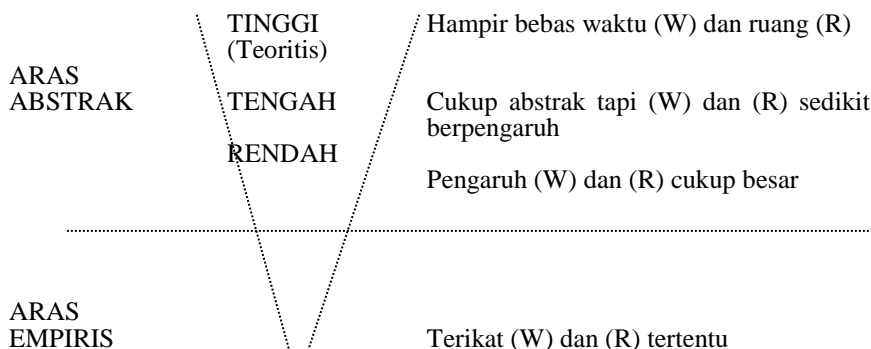 TINGGI Hampir bebas waktu (W) dan ruang (R)
(Teoritis)
ARAS
ABSTRAK TENGAH Cukup abstrak tapi (W) dan (R) sedikit
berpengaruh
RENDAH
Pengaruh (W) dan (R) cukup besar
ARAS
EMPIRIS Terikat (W) dan (R) tertentu